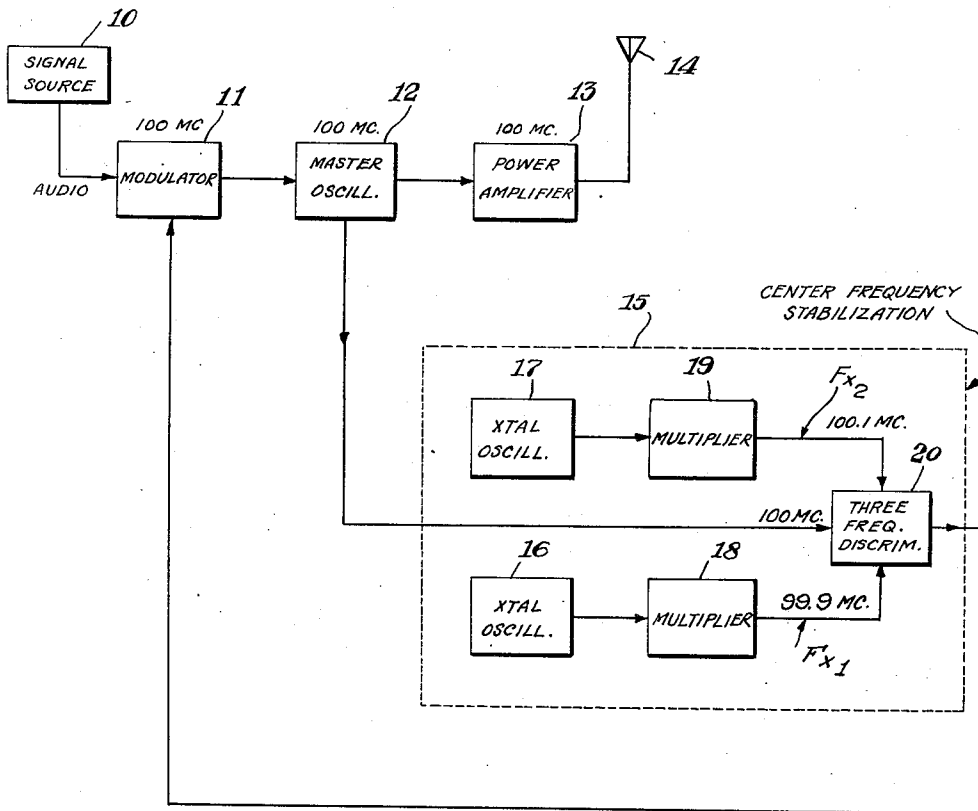 10
SIGNAL
SOURCE
AUDIO
11
100 MC
MODULATOR
12
100 MC.
MASTER
OSCILL.
13
100 MC.
POWER
AMPLIFIER
14
CENTER FREQUENCY
STABILIZATION
15
17
XTAL
OSCILL.
19
MULTIPLIER
Fx2
100.1 MC.
20
100 MC.
THREE
FREQ.
DISCRIM.
16
XTAL
OSCILL.
18
MULTIPLIER
99.9 MC.
Fx1